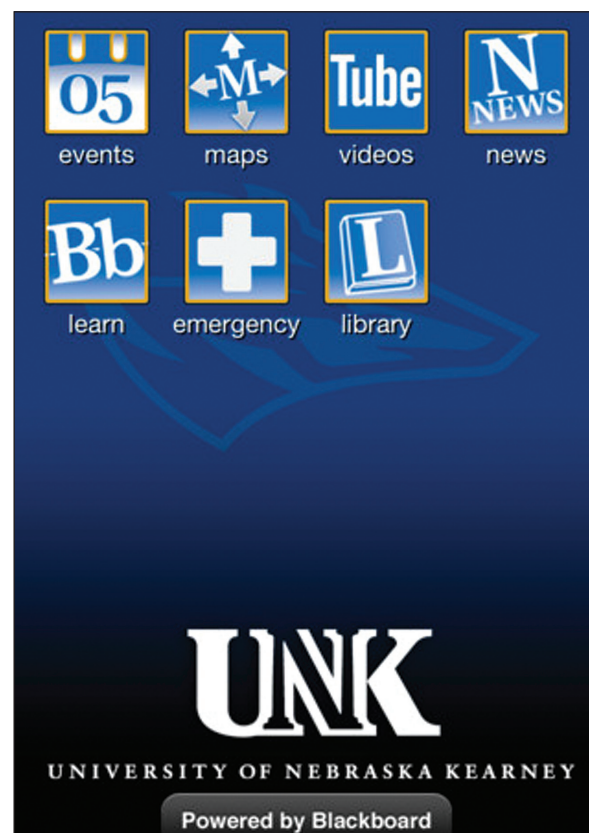 05 M Tube N NEWS
events maps videos news
Bb L
learn emergency library
UNK
UNIVERSITY OF NEBRASKA KEARNEY
Powered by Blackboard